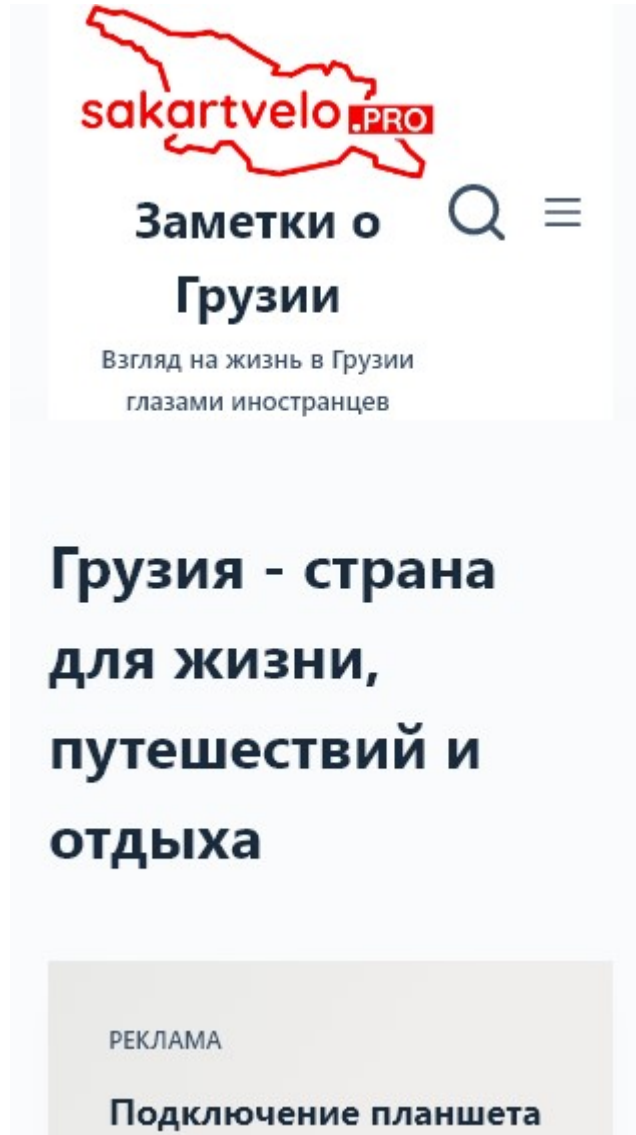 sakartvelo.PRO
Заметки о
Грузии
Взгляд на жизнь в Грузии
глазами иностранцев
Грузия - страна
для жизни,
путешествий и
отдыха
РЕКЛАМА
Подключение планшета